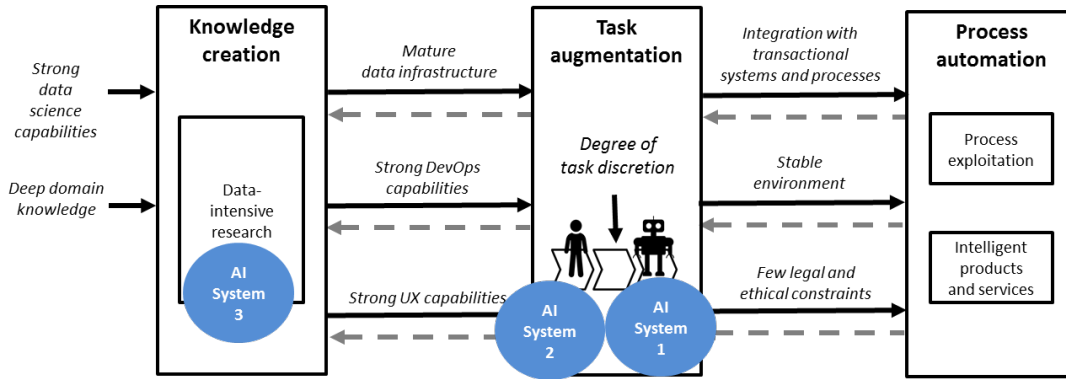 Knowledge
creation
Strong
data
science
capabilities
Deep domain
knowledge
Data-
intensive
research
AI
System
3
Mature
data infrastructure
Strong DevOps
capabilities
Strong UX capabilities
Task
augmentation
Degree of
task discretion
AI
System
2
AI
System
1
Integration with
transactional
systems and processes
Stable
environment
Few legal and
ethical constraints
Process
automation
Process
exploitation
Intelligent
products
and services